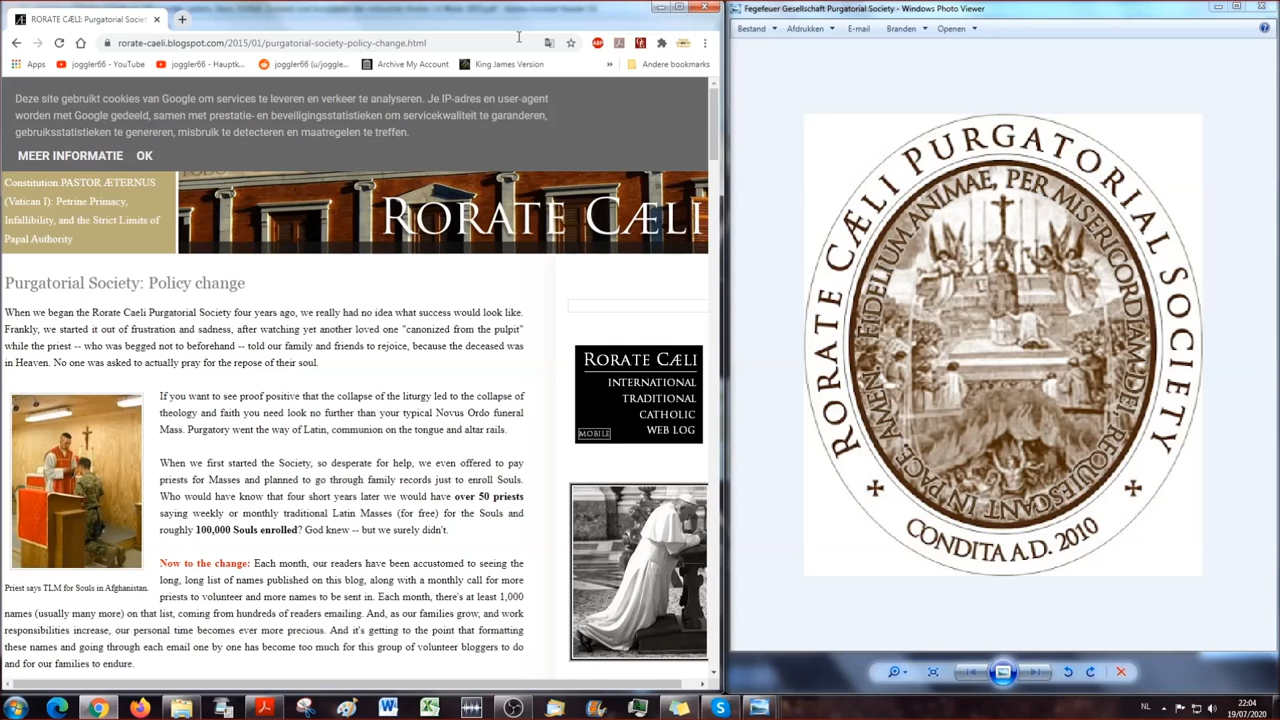 RORATE CÆLI: Purgatorial Societ
rorate-caeli.blogspot.com/2015/01/purgatorial-society-policy-change.html
Apps
joggler66 - YouTube
joggler66 - Hauptk...
joggler66 (u/joggle...
Archive My Account
King James Version
»
Andere bookmarks
Deze site gebruikt cookies van Google om services te leveren en verkeer te analyseren. Je IP-adres en user-agent
worden met Google gedeeld, samen met prestatie- en beveiligingsstatistieken om servicekwaliteit te garanderen,
gebruiksstatistieken te genereren, misbruik te detecteren en maatregelen te treffen.
MEER INFORMATIE
OK
Constitution PASTOR ÆTERNUS
(Vatican I): Petrine Primacy,
Infallibility, and the Strict Limits of
Papal Authority
RORATE CÆLI
Purgatorial Society: Policy change
When we began the Rorate Caeli Purgatorial Society four years ago, we really had no idea what success would look like.
Frankly, we started it out of frustration and sadness, after watching yet another loved one "canonized from the pulpit"
while the priest -- who was begged not to beforehand -- told our family and friends to rejoice, because the deceased was
in Heaven. No one was asked to actually pray for the repose of their soul.
If you want to see proof positive that the collapse of the liturgy led to the collapse of
theology and faith you need look no further than your typical Novus Ordo funeral
Mass. Purgatory went the way of Latin, communion on the tongue and altar rails.
When we first started the Society, so desperate for help, we even offered to pay
priests for Masses and planned to go through family records just to enroll Souls.
Who would have know that four short years later we would have over 50 priests
saying weekly or monthly traditional Latin Masses (for free) for the Souls and
roughly 100,000 Souls enrolled? God knew -- but we surely didn't.
Priest says TLM for Souls in Afghanistan.
Now to the change: Each month, our readers have been accustomed to seeing the
long, long list of names published on this blog, along with a monthly call for more
priests to volunteer and more names to be sent in. Each month, there's at least 1,000
names (usually many more) on that list, coming from hundreds of readers emailing. And, as our families grow, and work
responsibilities increase, our personal time becomes ever more precious. And it's getting to the point that formatting
these names and going through each email one by one has become too much for this group of volunteer bloggers to do
and for our families to endure.
RORATE CÆLI
INTERNATIONAL
TRADITIONAL
CATHOLIC
WEB LOG
MOBILE
Fegefeuer Gesellschaft Purgatorial Society - Windows Photo Viewer
Bestand
Afdrukken
E-mail
Branden
Openen
RORATE CÆLI PURGATORIAL SOCIETY
FIDELIUM ANIMAE, PER MISERICORDIAM DEI, REQUIESCANT IN PACE. AMEN.
CONDITA A.D. 2010
NL
22:04
19/07/2020